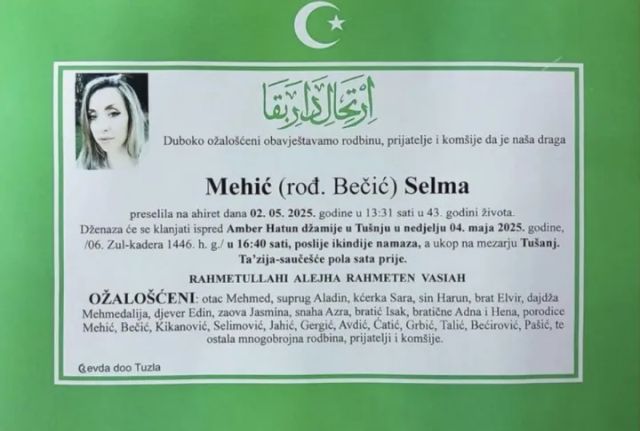 ارتحال دار بقا
Duboko ožalošćeni obavještavamo rodbinu, prijatelje i komšije da je naša draga
Mehić (rođ. Bečić) Selma
preselila na ahiret dana 02. 05. 2025. godine u 13:31 sati u 43. godini života.
Dženaza će se klanjati ispred Amber Hatun džamije u Tušnju u nedjelju 04. maja 2025. godine,
/06. Zul-kadera 1446. h. g./ u 16:40 sati, poslije ikindije namaza, a ukop na mezarju Tušanj.
Ta'zija-saučešće pola sata prije.
RAHMETULLAHI ALEJHA RAHMETEN VASIAH
OŽALOŠĆENI: otac Mehmed, suprug Aladin, kćerka Sara, sin Harun, brat Elvir, dajdža
Mehmedalija, djever Edin, zaova Jasmina, snaha Azra, bratić Isak, bratične Adna i Hena, porodice
Mehić, Bečić, Kikanović, Selimović, Jahić, Gergić, Avdić, Ćatić, Grbić, Talić, Bećirović, Pašić, te
ostala mnogobrojna rodbina, prijatelji i komšije.
Gevda doo Tuzla